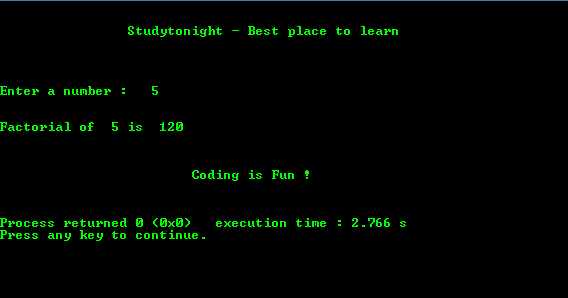 Studytonight - Best place to learn
Enter a number :   5
Factorial of  5 is  120
Coding is Fun !
Process returned 0 (0x0)   execution time : 2.766 s
Press any key to continue.